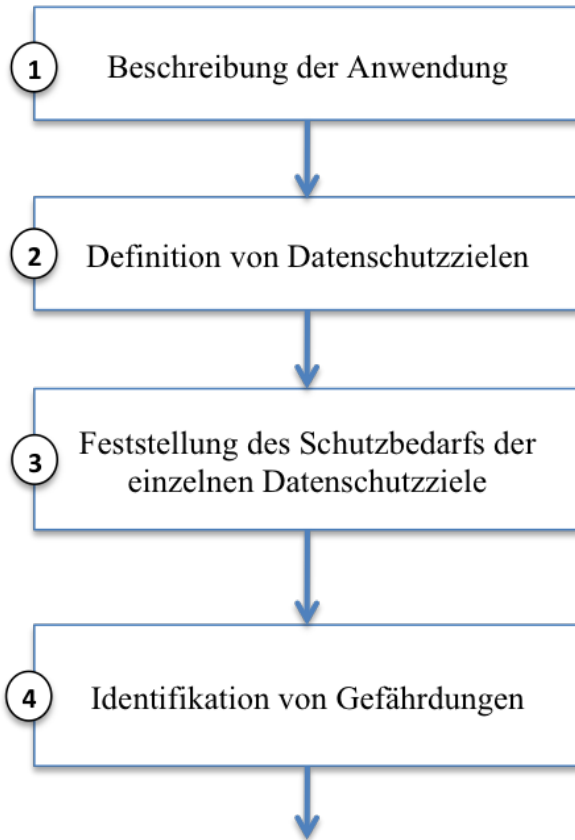 1
Beschreibung der Anwendung
2
Definition von Datenschutzzielen
3
Feststellung des Schutzbedarfs der
einzelnen Datenschutzziele
4
Identifikation von Gefährdungen